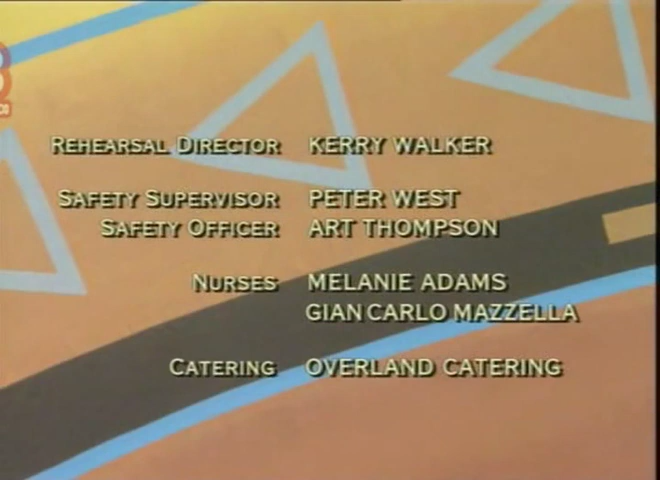 REHEARSAL DIRECTOR KERRY WALKER
SAFETY SUPERVISOR PETER WEST
SAFETY OFFICER ART THOMPSON
NURSES MELANIE ADAMS
GIAN CARLO MAZZELLA
CATERING OVERLAND CATERING